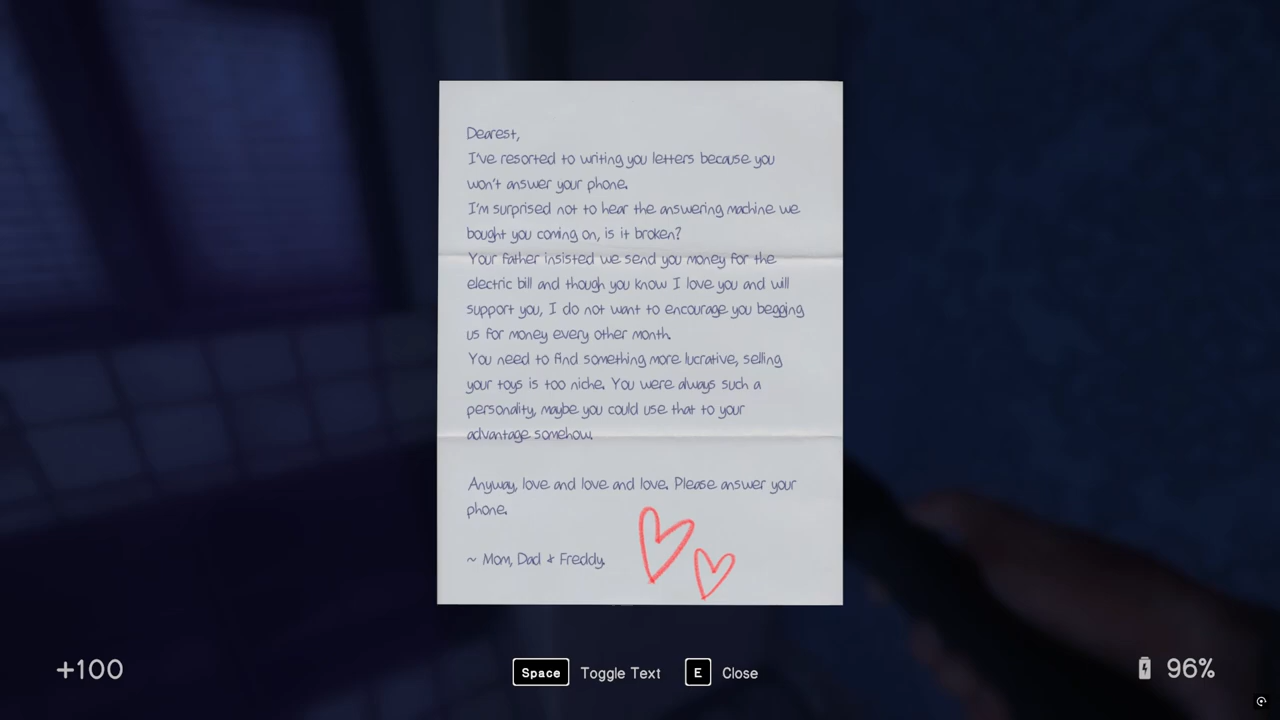 Dearest,
I've resorted to writing you letters because you
won't answer your phone.
I'm surprised not to hear the answering machine we
bought you coming on, is it broken?
Your father insisted we send you money for the
electric bill and though you know I love you and will
support you, I do not want to encourage you begging
us for money every other month.
You need to find something more lucrative, selling
your toys is too niche. You were always such a
personality, maybe you could use that to your
advantage somehow.
Anyway, love and love and love. Please answer your
phone.
~ Mom, Dad & Freddy.
+100
Space Toggle Text E Close
96%